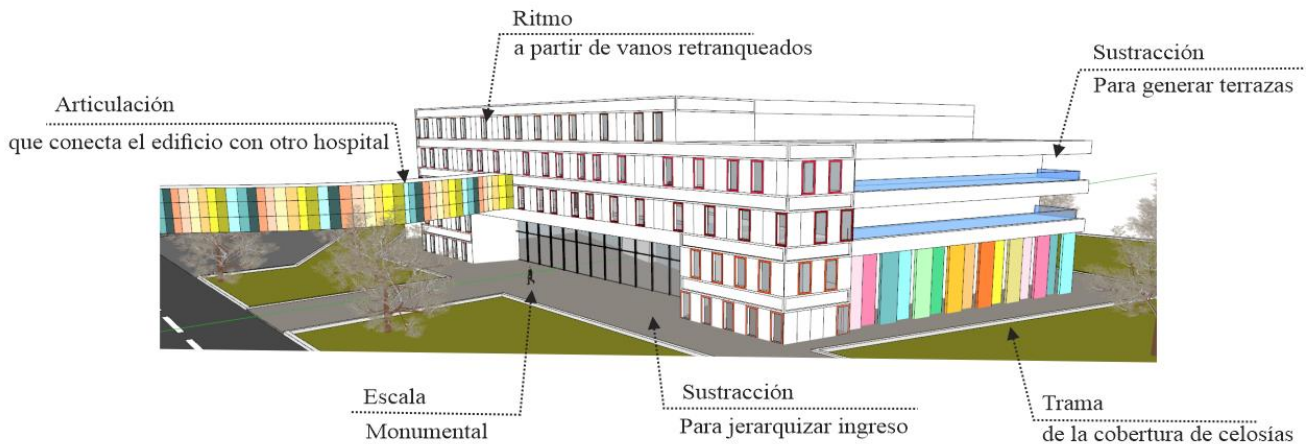 Ritmo
a partir de vanos retranqueados
Sustracción
Para generar terrazas
Articulación
que conecta el edificio con otro hospital
Escala
Monumental
Sustracción
Para jerarquizar ingreso
Trama
de la cobertura de celosías